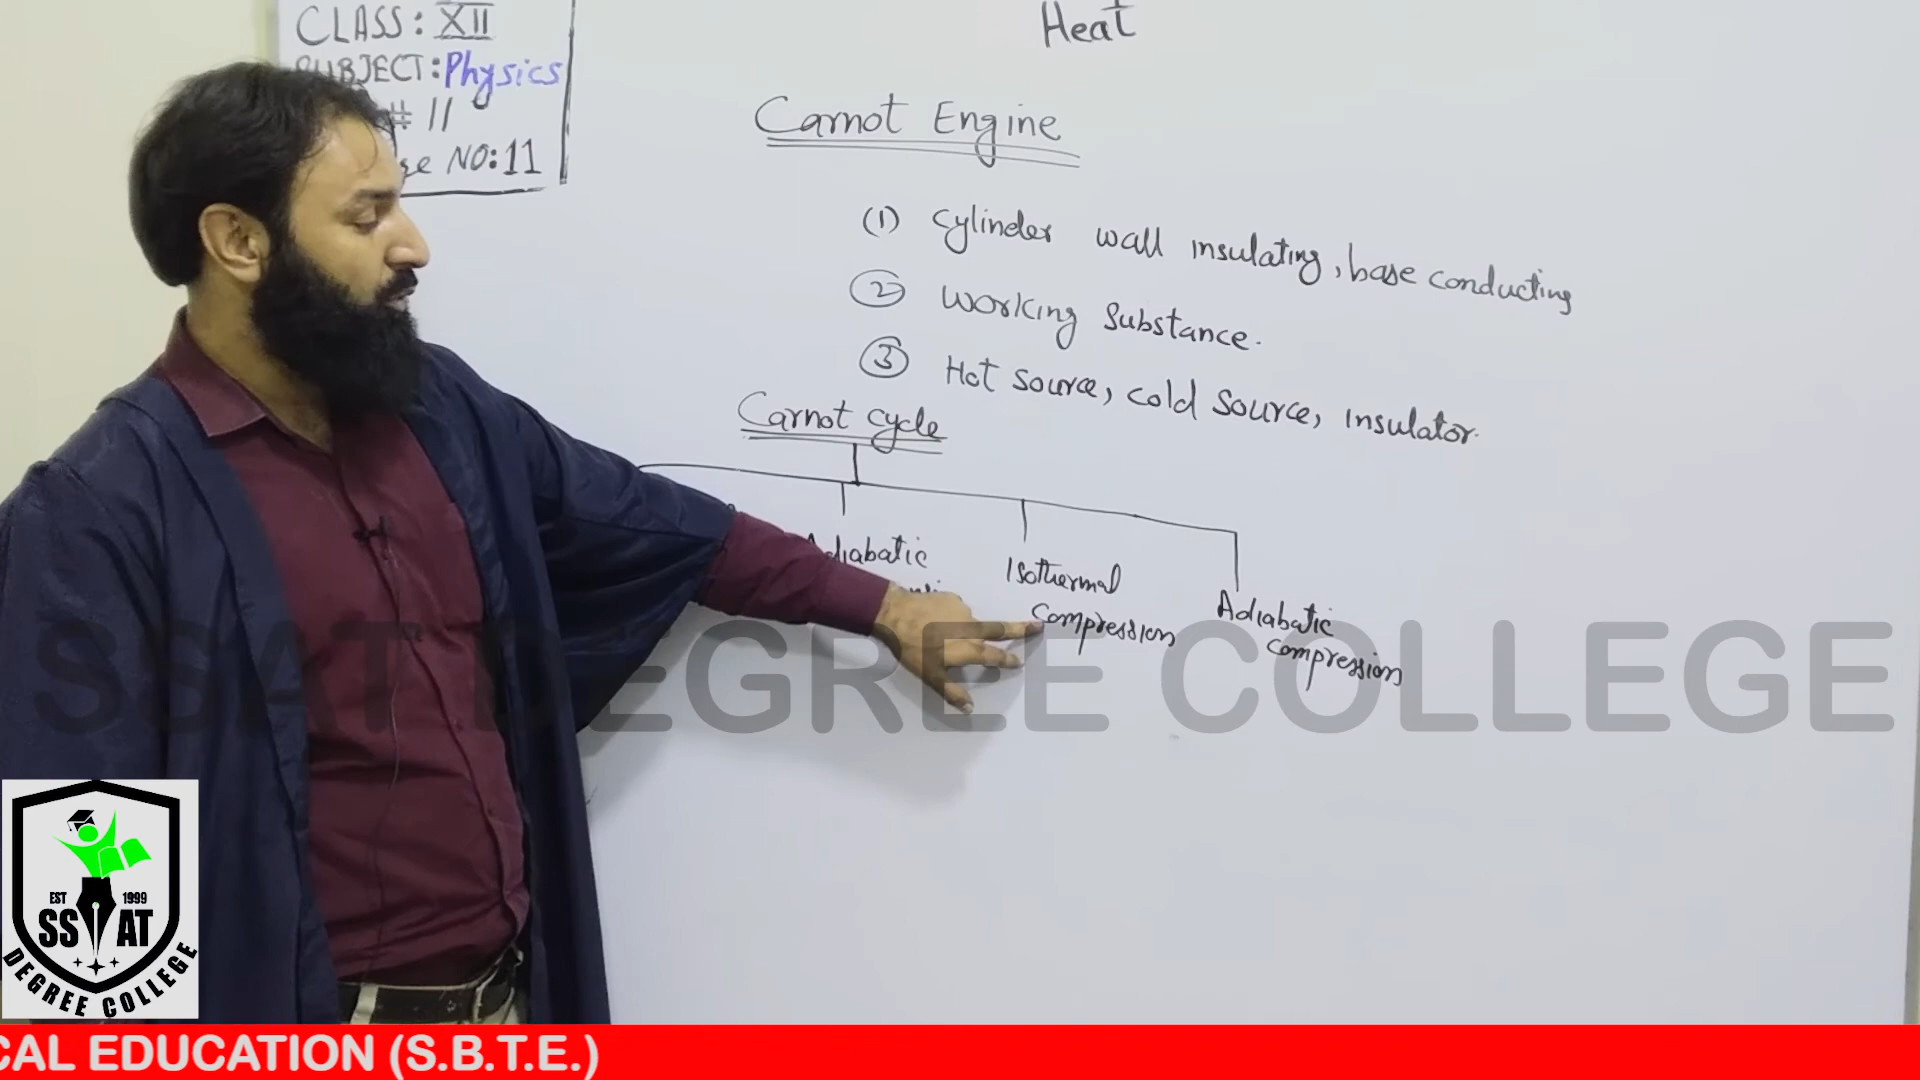 CLASS: XII
SUBJECT: Physics
# 11
NO: 11
Heat
Carnot Engine
(1) Cylinder wall insulating, base conducting
(2) Working Substance.
(3) Hot Source, Cold Source, insulator.
Carnot cycle
Adiabatic
Isothermal
Compression
Adiabatic
Compression
SSAT DEGREE COLLEGE
EST 1999
SS AT
DEGREE COLLEGE
CAL EDUCATION (S.B.T.E.)